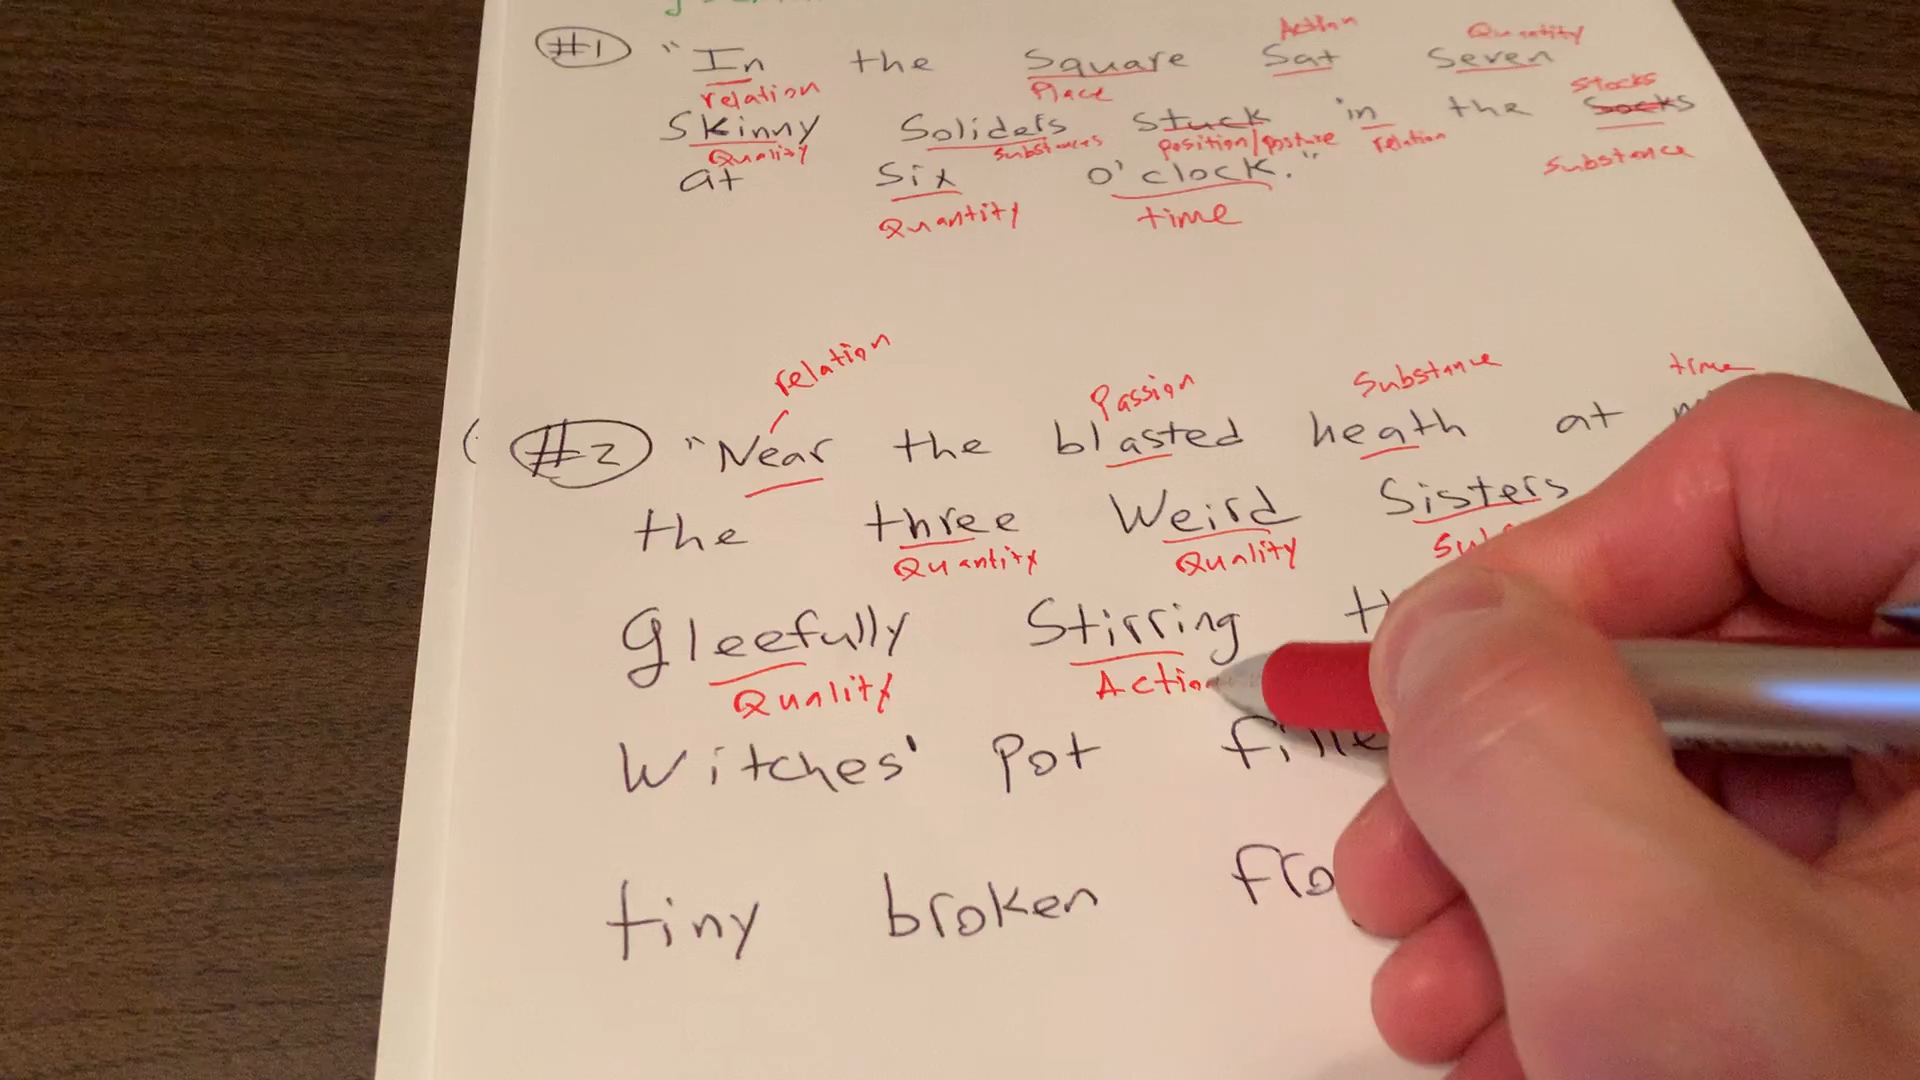 Action Quantity
#1 "In the Square Sat Seven
relation Place Stocks
Skinny Soliders stuck in the socks
Quality Substances position/posture relation Substance
at Six o'clock."
Quantity time
relation Passion Substance time
#2 "Near the blasted heath at
the three Weird Sisters
Quantity Quality
Gleefully Stirring
Quality Action
Witches' Pot
tiny broken